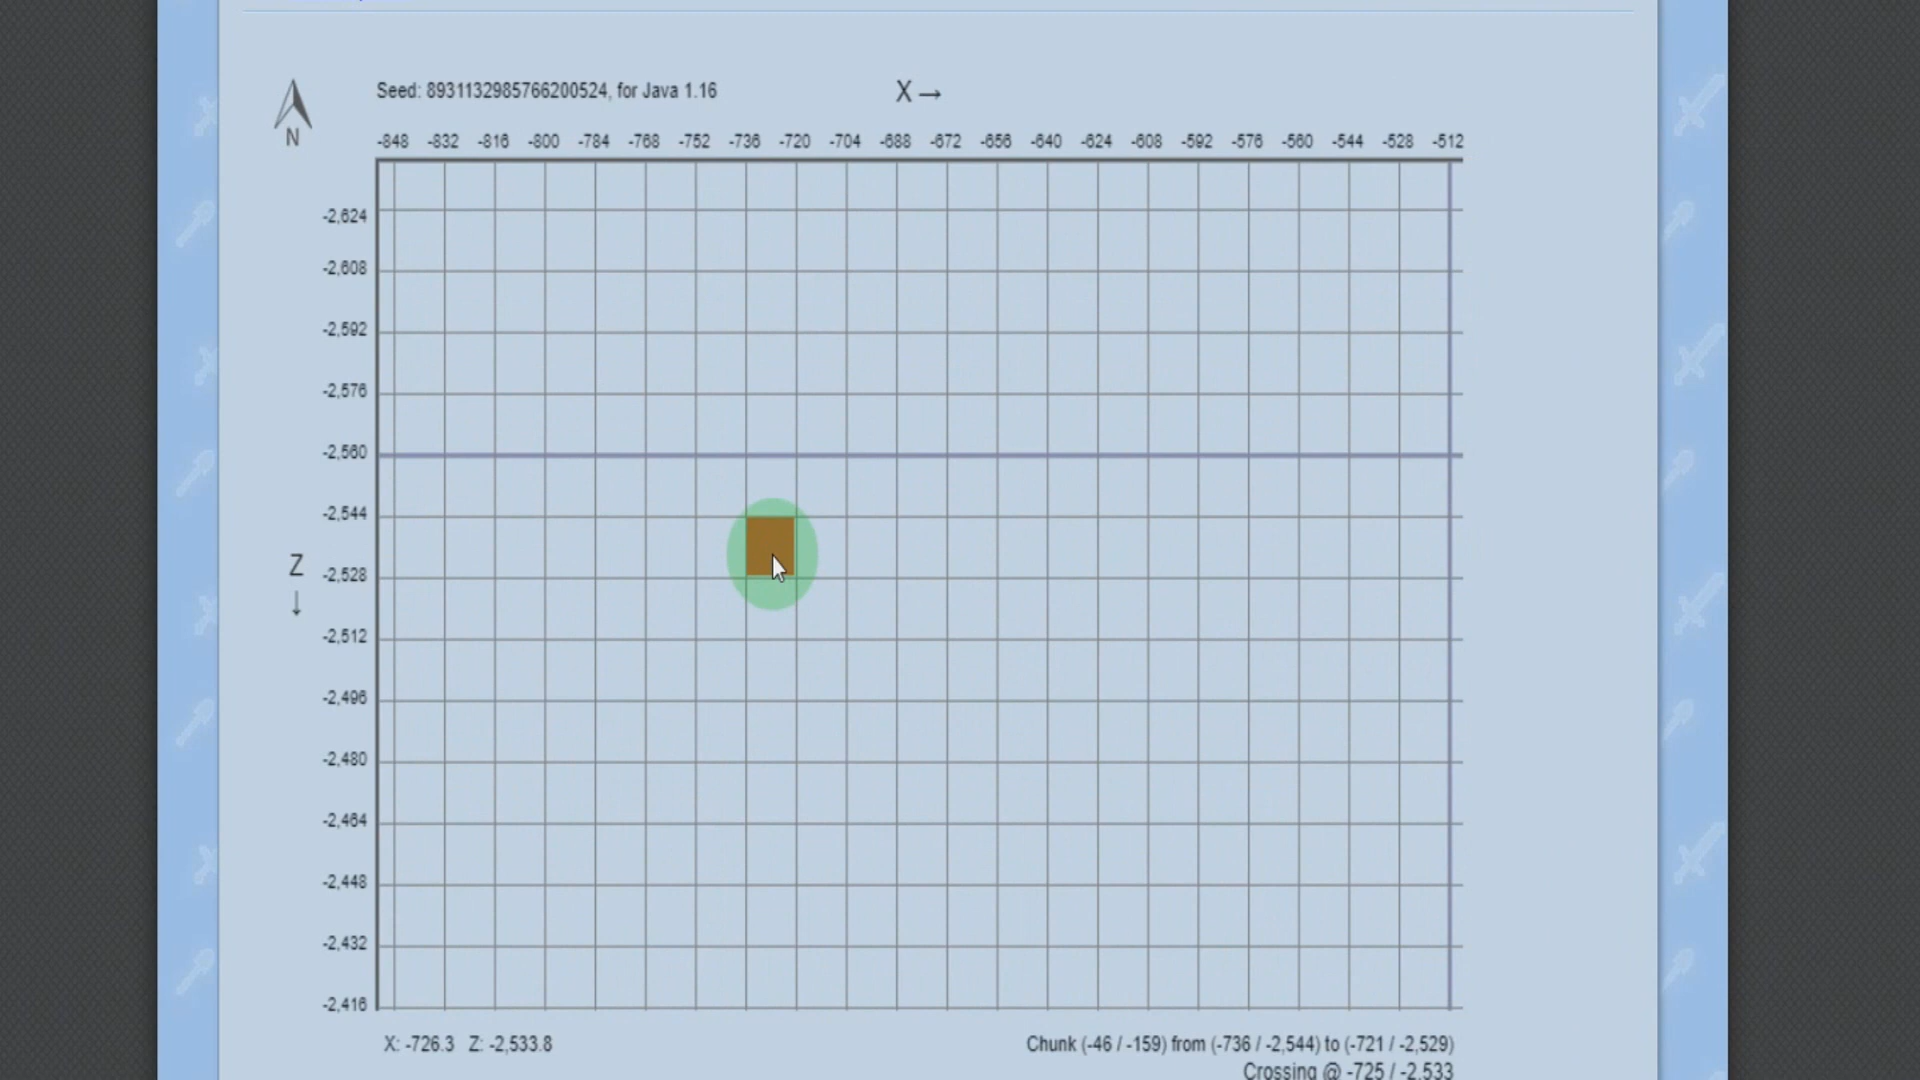 Seed: 8931132985766200524, for Java 1.16
X →
N
-848 -832 -816 -800 -784 -768 -752 -736 -720 -704 -688 -672 -656 -640 -624 -608 -592 -576 -560 -544 -528 -512
-2,624
-2,608
-2,592
-2,576
-2,560
-2,544
Z
-2,528
↓
-2,512
-2,496
-2,480
-2,464
-2,448
-2,432
-2,416
X: -726.3 Z: -2,533.8
Chunk (-46 / -159) from (-736 / -2,544) to (-721 / -2,529)
Crossing @ -725 / -2,533